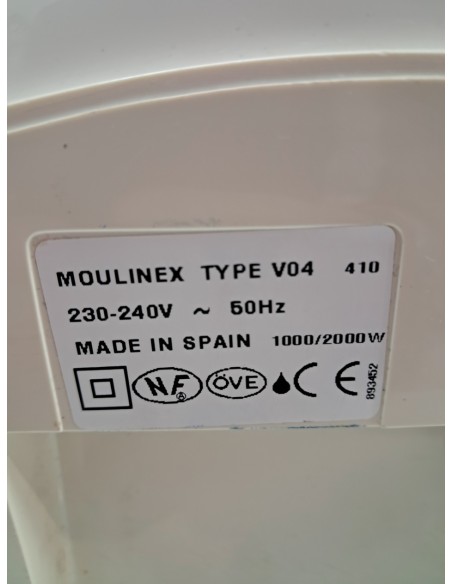 MOULINEX TYPE V04 410
230-240V ~ 50Hz
MADE IN SPAIN 1000/2000W
NF ÖVE CE
893452